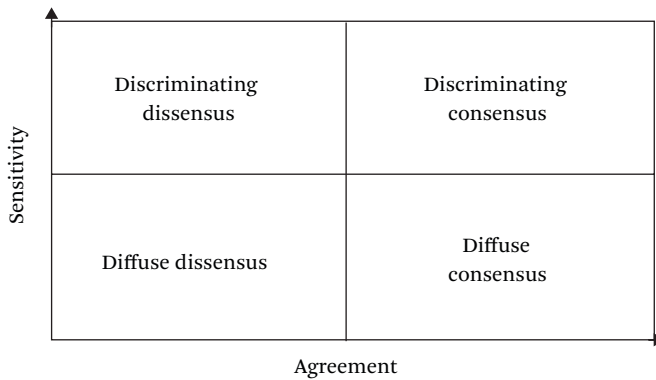 Discriminating
dissensus
Discriminating
consensus
Sensitivity
Diffuse dissensus
Diffuse
consensus
Agreement